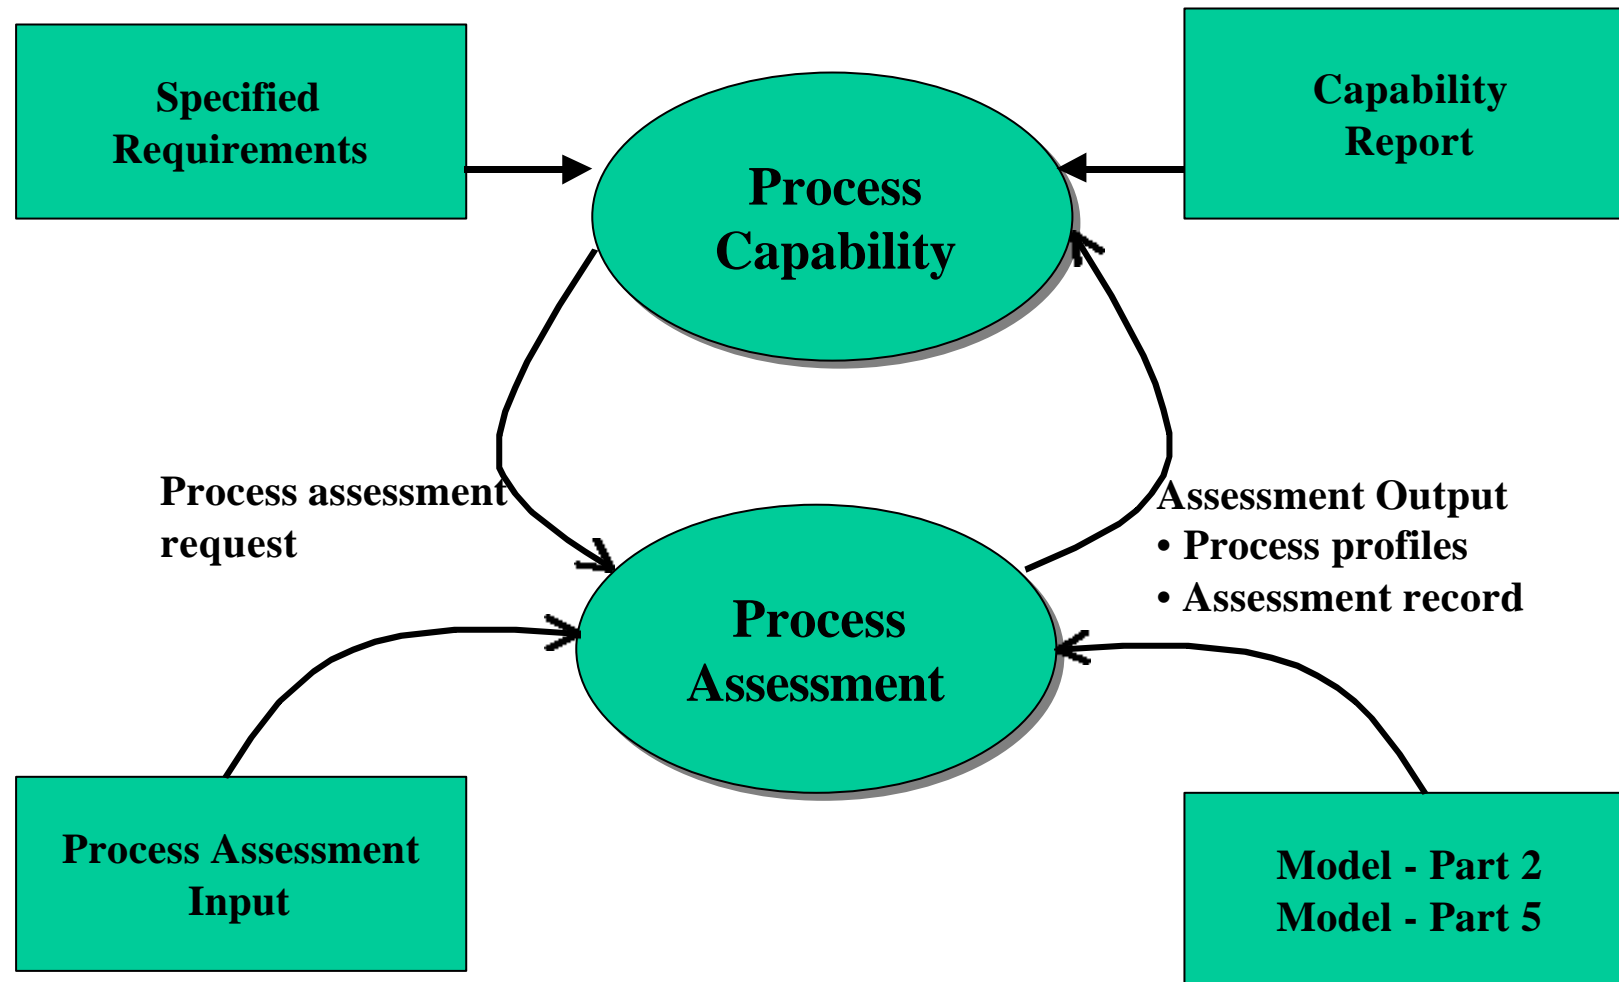 Specified
Requirements
Capability
Report
Process
Capability
Process assessment
request
Assessment Output
• Process profiles
• Assessment record
Process
Assessment
Process Assessment
Input
Model - Part 2
Model - Part 5